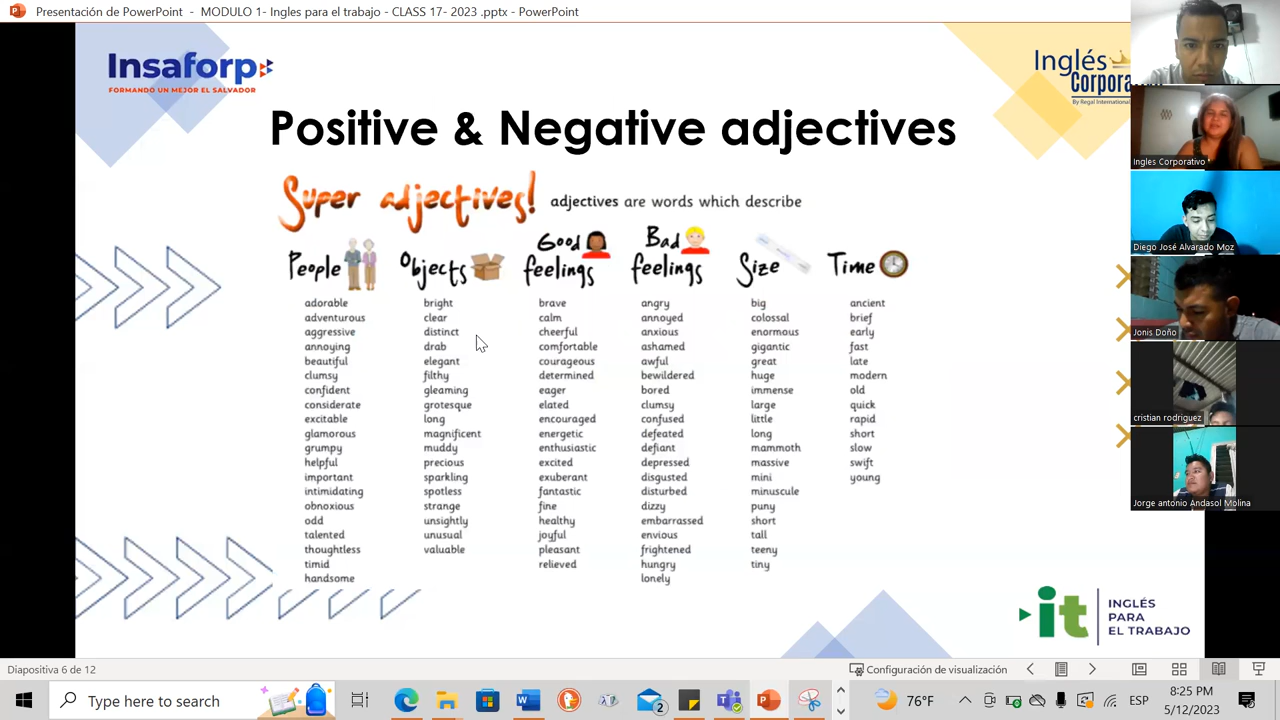 Presentación de PowerPoint - MODULO 1- Ingles para el trabajo - CLASS 17- 2023 .pptx - PowerPoint
Insaforp
FORMANDO UN MEJOR EL SALVADOR
Inglés
Corpora
By Regal International
Positive & Negative adjectives
Super adjectives!
adjectives are words which describe
People
adorable
adventurous
aggressive
annoying
beautiful
clumsy
confident
considerate
excitable
glamorous
grumpy
helpful
important
intimidating
obnoxious
odd
talented
thoughtless
timid
handsome
Objects
bright
clear
distinct
drab
elegant
filthy
gleaming
grotesque
long
magnificent
muddy
precious
sparkling
spotless
strange
unsightly
unusual
valuable
Good
feelings
brave
calm
cheerful
comfortable
courageous
determined
eager
elated
encouraged
energetic
enthusiastic
excited
exuberant
fantastic
fine
healthy
joyful
pleasant
relieved
Bad
feelings
angry
annoyed
anxious
ashamed
awful
bewildered
bored
clumsy
confused
defeated
defiant
depressed
disgusted
disturbed
dizzy
embarrassed
envious
frightened
hungry
lonely
Size
big
colossal
enormous
gigantic
great
huge
immense
large
little
long
mammoth
massive
mini
minuscule
puny
short
tall
teeny
tiny
Time
ancient
brief
early
fast
late
modern
old
quick
rapid
short
slow
swift
young
it
INGLÉS
PARA
EL TRABAJO
Ingles Corporativo
Diego José Alvarado Moz
Jonis Doño
cristian rodriguez
Jorge antonio Andasol Molina
Diapositiva 6 de 12
Configuración de visualización
Type here to search
2
76°F
ESP
8:25 PM
5/12/2023